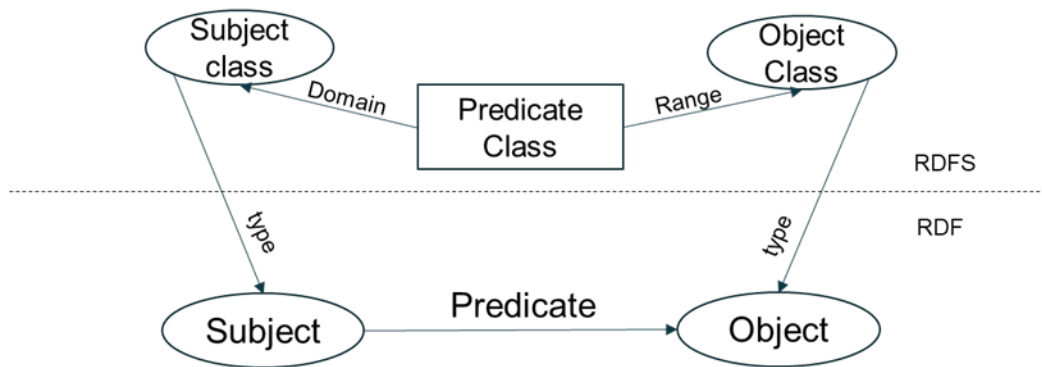 Subject
class
Object
Class
Domain
Predicate
Class
Range
RDFS
type
type
RDF
Predicate
Subject
Object